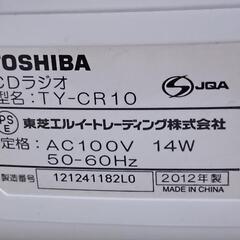 TOSHIBA
CDラジオ
型名: TY-CR10
JQA
PS
E
東芝エルイートレーディング株式会社
定格: AC100V 14W
50-60Hz
製造番号 121241182L0
2012年製
MADE IN CHINA